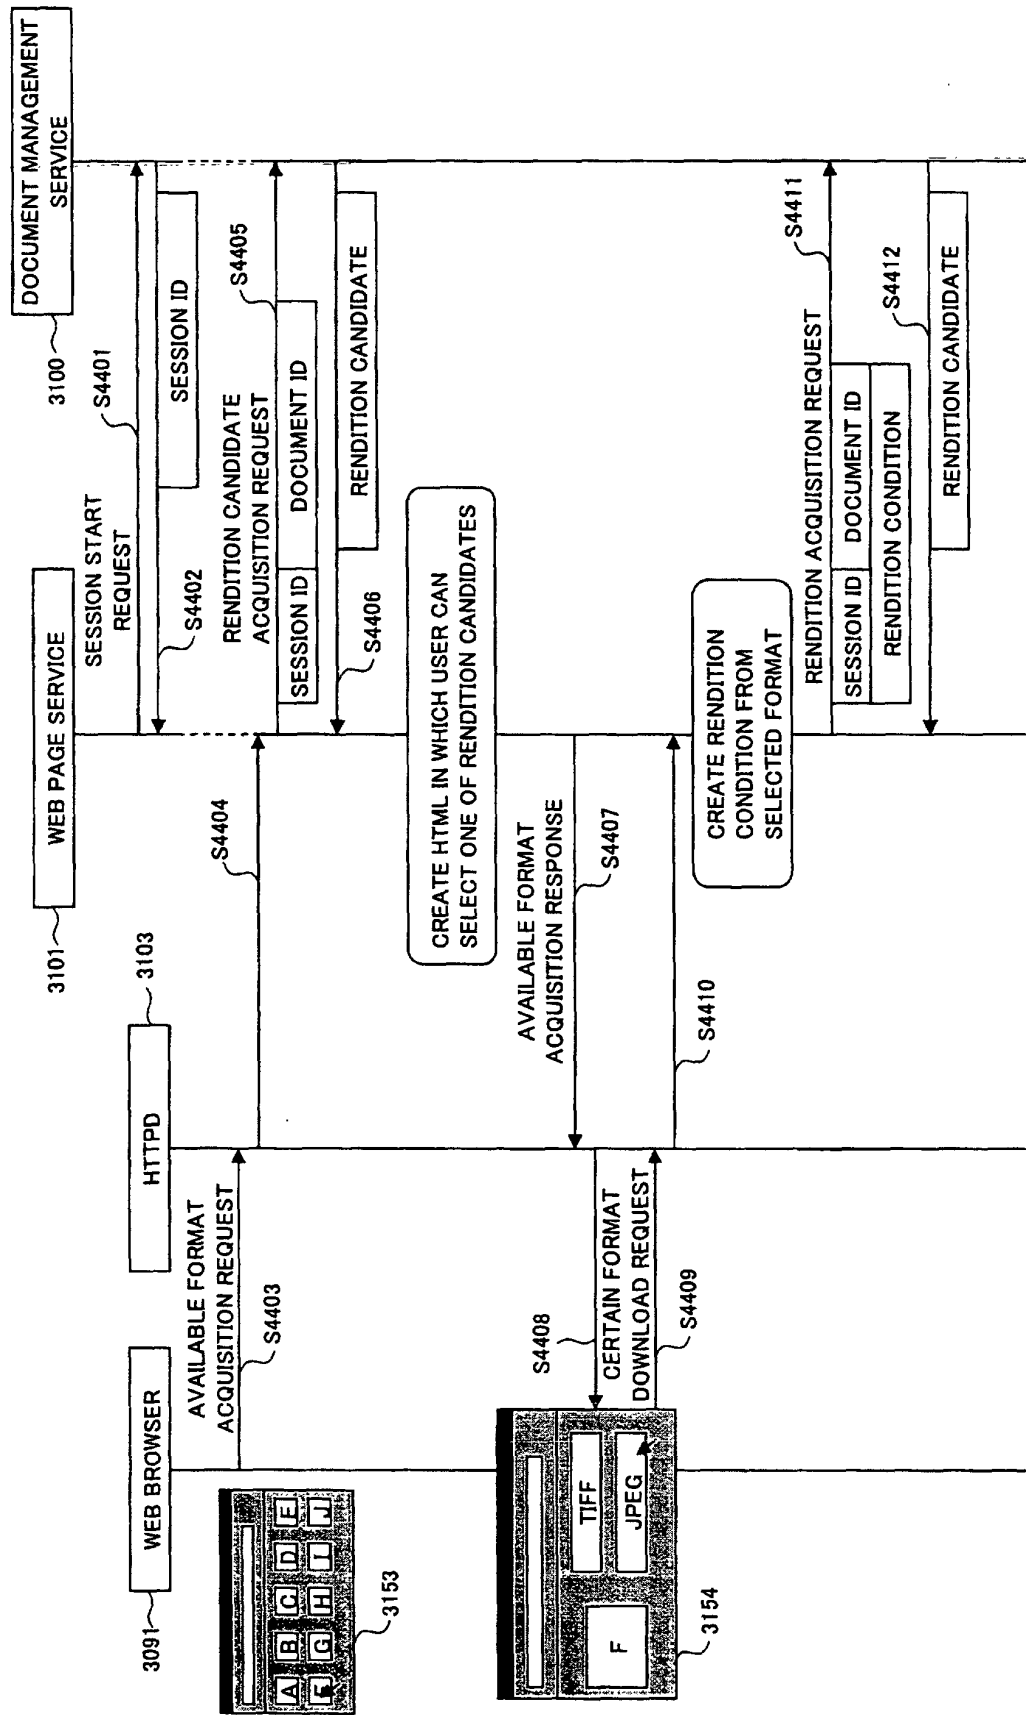 WEB BROWSER
3091
HTTPD
3103
WEB PAGE SERVICE
3101
DOCUMENT MANAGEMENT
SERVICE
3100
SESSION START
REQUEST
S4401
S4402
SESSION ID
A B C D E
F G H I J
3153
AVAILABLE FORMAT
ACQUISITION REQUEST
S4403
S4404
RENDITION CANDIDATE
ACQUISITION REQUEST
S4405
SESSION ID
DOCUMENT ID
S4406
RENDITION CANDIDATE
CREATE HTML IN WHICH USER CAN
SELECT ONE OF RENDITION CANDIDATES
AVAILABLE FORMAT
ACQUISITION RESPONSE
S4407
S4408
F
TIFF
JPEG
3154
CERTAIN FORMAT
DOWNLOAD REQUEST
S4409
S4410
CREATE RENDITION
CONDITION FROM
SELECTED FORMAT
RENDITION ACQUISITION REQUEST
S4411
SESSION ID
DOCUMENT ID
RENDITION CONDITION
S4412
RENDITION CANDIDATE